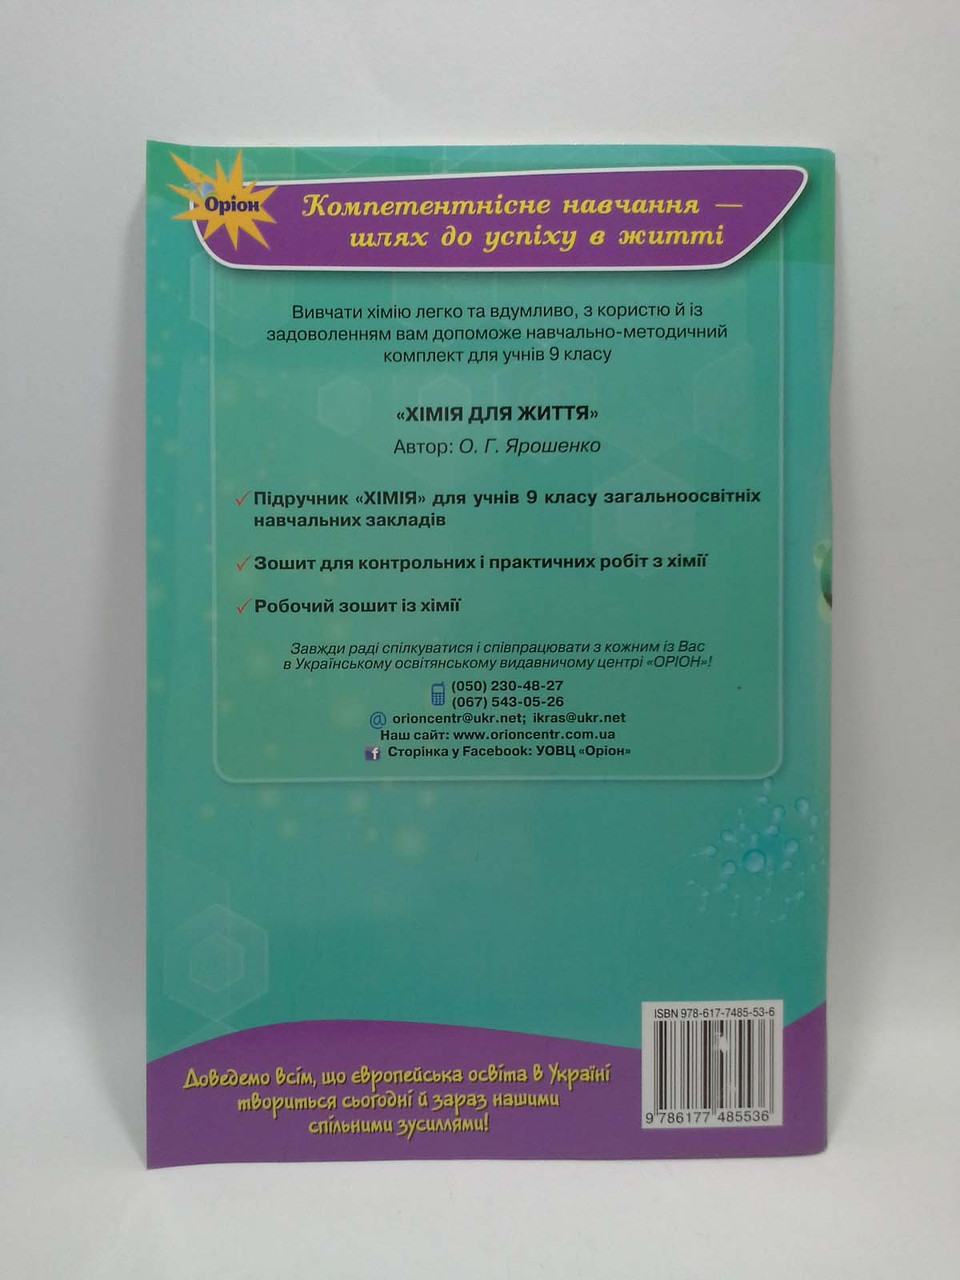 Оріон
Компетентнісне навчання —
шлях до успіху в житті
Вивчати хімію легко та вдумливо, з користю й із
задоволенням вам допоможе навчально-методичний
комплект для учнів 9 класу
«ХІМІЯ ДЛЯ ЖИТТЯ»
Автор: О. Г. Ярошенко
✓ Підручник «ХІМІЯ» для учнів 9 класу загальноосвітніх
навчальних закладів
✓ Зошит для контрольних і практичних робіт з хімії
✓ Робочий зошит із хімії
Завжди раді спілкуватися і співпрацювати з кожним із Вас
в Українському освітянському видавничому центрі «ОРІОН»!
(050) 230-48-27
(067) 543-05-26
@ orioncentr@ukr.net; ikras@ukr.net
Наш сайт: www.orioncentr.com.ua
f Сторінка у Facebook: УОВЦ «Оріон»
ISBN 978-617-7485-53-6
9 786177 485536
Доведемо всім, що європейська освіта в Україні
твориться сьогодні й зараз нашими
спільними зусиллями!